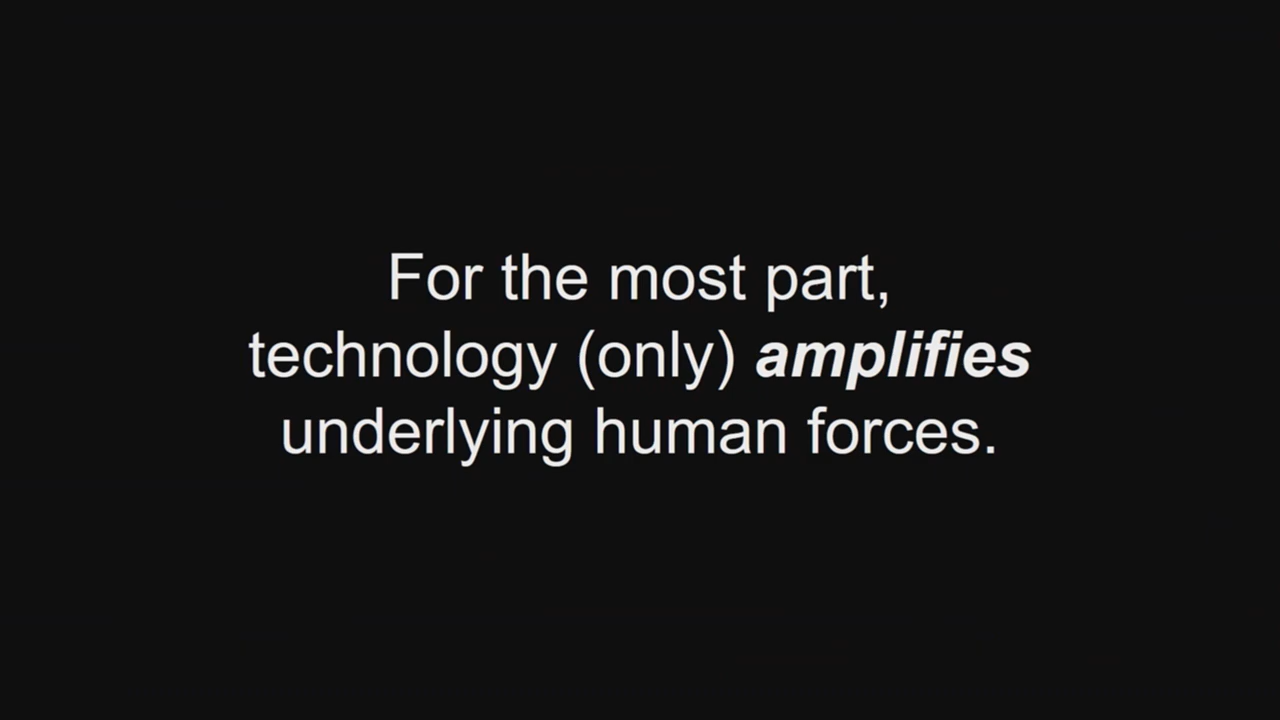 For the most part,
technology (only) amplifies
underlying human forces.